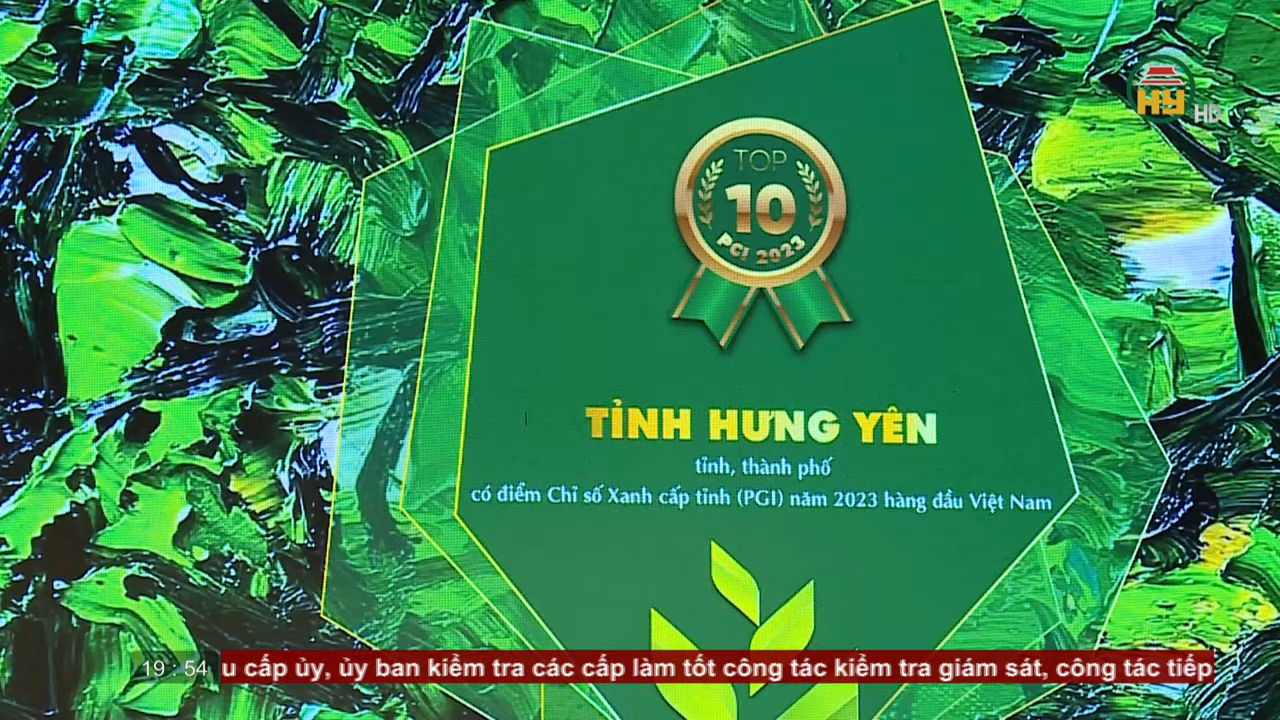 HY HD
TOP
10
PGI 2023
TỈNH HƯNG YÊN
tỉnh, thành phố
có điểm Chỉ số Xanh cấp tỉnh (PGI) năm 2023 hàng đầu Việt Nam
19 : 54 u cấp ủy, ủy ban kiểm tra các cấp làm tốt công tác kiểm tra giám sát, công tác tiếp